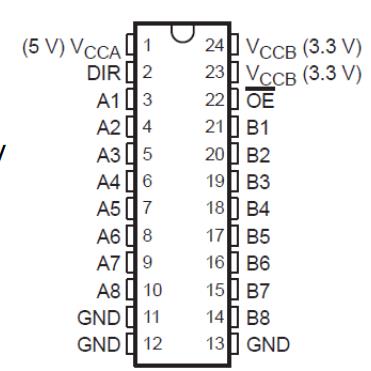 (5 V) VCCA 1 24 VCCB (3.3 V)
DIR 2 23 VCCB (3.3 V)
A1 3 22 OE
A2 4 21 B1
A3 5 20 B2
A4 6 19 B3
A5 7 18 B4
A6 8 17 B5
A7 9 16 B6
A8 10 15 B7
GND 11 14 B8
GND 12 13 GND